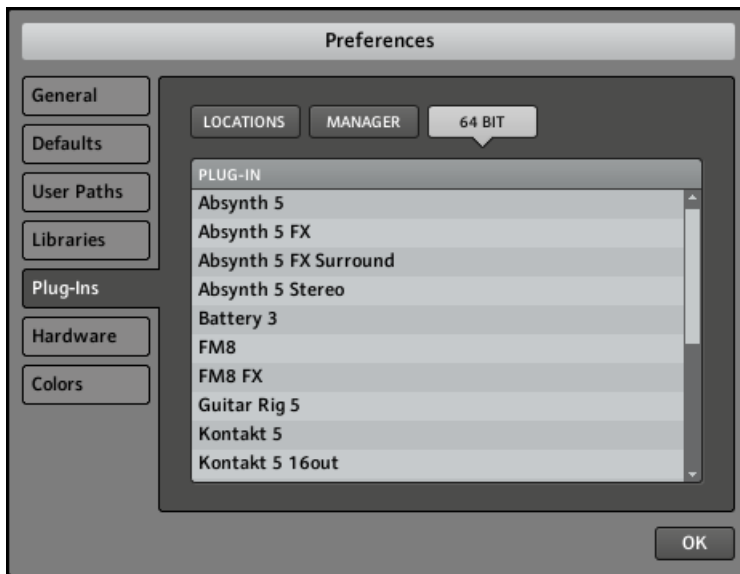 Preferences
General
Defaults
User Paths
Libraries
Plug-Ins
Hardware
Colors
LOCATIONS MANAGER 64 BIT
PLUG-IN
Absynth 5
Absynth 5 FX
Absynth 5 FX Surround
Absynth 5 Stereo
Battery 3
FM8
FM8 FX
Guitar Rig 5
Kontakt 5
Kontakt 5 16out
OK